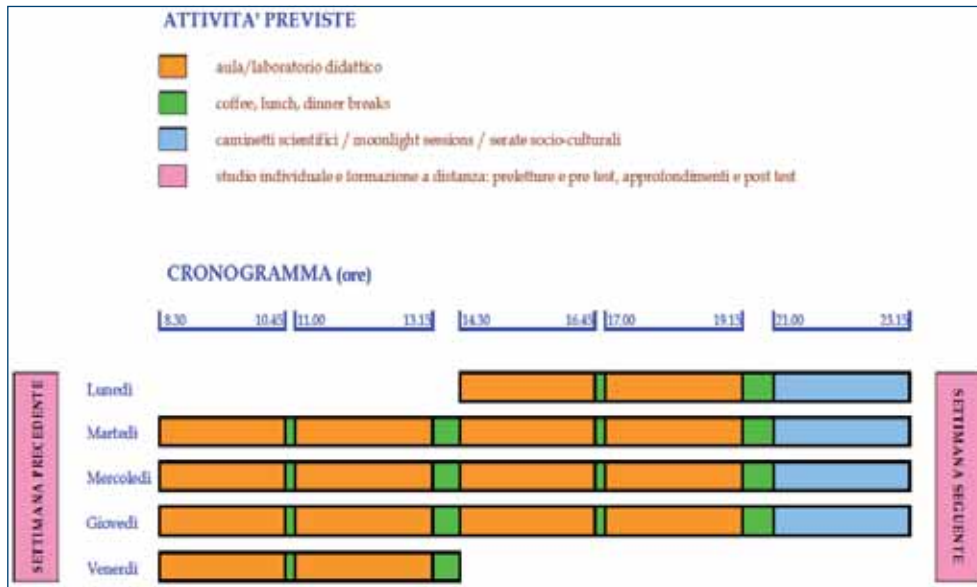 ATTIVITA' PREVISTE
aula/laboratorio didattico
coffee, lunch, dinner breaks
caminetti scientifici / moonlight sessions / serate socio-culturali
studio individuale e formazione a distanza: preletture e pre test, approfondimenti e post test
CRONOGRAMMA (ore)
8.30 10.45 11.00 13.15 14.30 16.45 17.00 19.15 21.00 23.15
SETTIMANA PRECEDENTE
Lunedì
Martedì
Mercoledì
Giovedì
Venerdì
SETTIMANA SEGUENTE